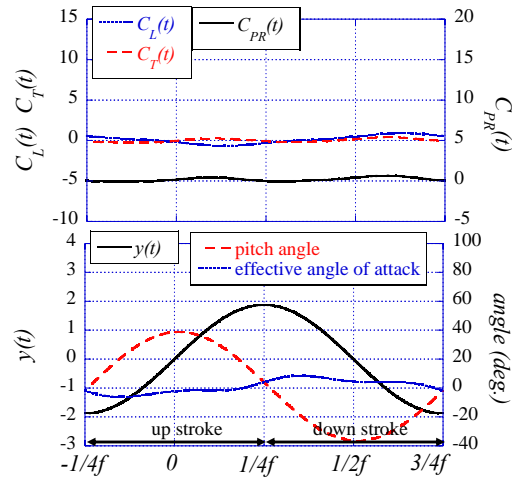 C_L(t)
C_T(t)
C_PR(t)
15
10
5
0
-5
-10
C_L(t) C_T(t)
20
15
10
5
0
-5
C_PR(t)
y(t)
pitch angle
effective angle of attack
4
3
2
1
0
-1
-2
-3
y(t)
100
80
60
40
20
0
-20
-40
angle (deg.)
up stroke
down stroke
-1/4f 0 1/4f 1/2f 3/4f